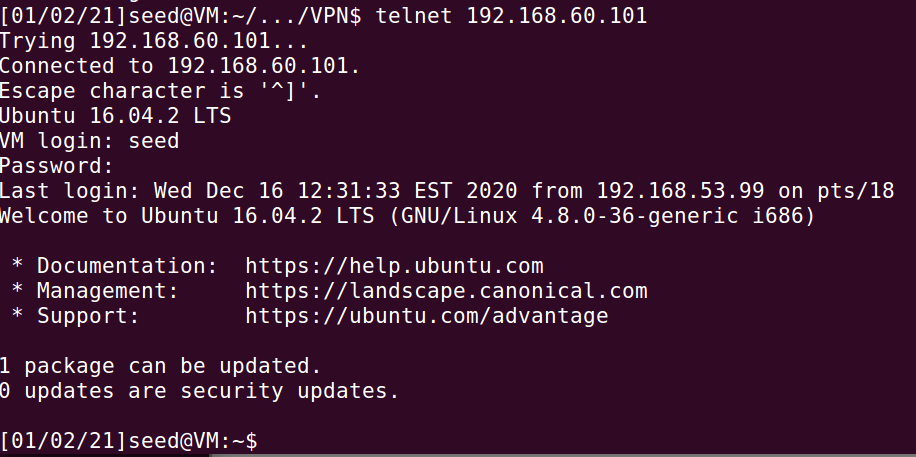 [01/02/21]seed@VM:~/.../VPN$ telnet 192.168.60.101
Trying 192.168.60.101...
Connected to 192.168.60.101.
Escape character is '^]'.
Ubuntu 16.04.2 LTS
VM login: seed
Password:
Last login: Wed Dec 16 12:31:33 EST 2020 from 192.168.53.99 on pts/18
Welcome to Ubuntu 16.04.2 LTS (GNU/Linux 4.8.0-36-generic i686)
* Documentation:  https://help.ubuntu.com
* Management:     https://landscape.canonical.com
* Support:        https://ubuntu.com/advantage
1 package can be updated.
0 updates are security updates.
[01/02/21]seed@VM:~$